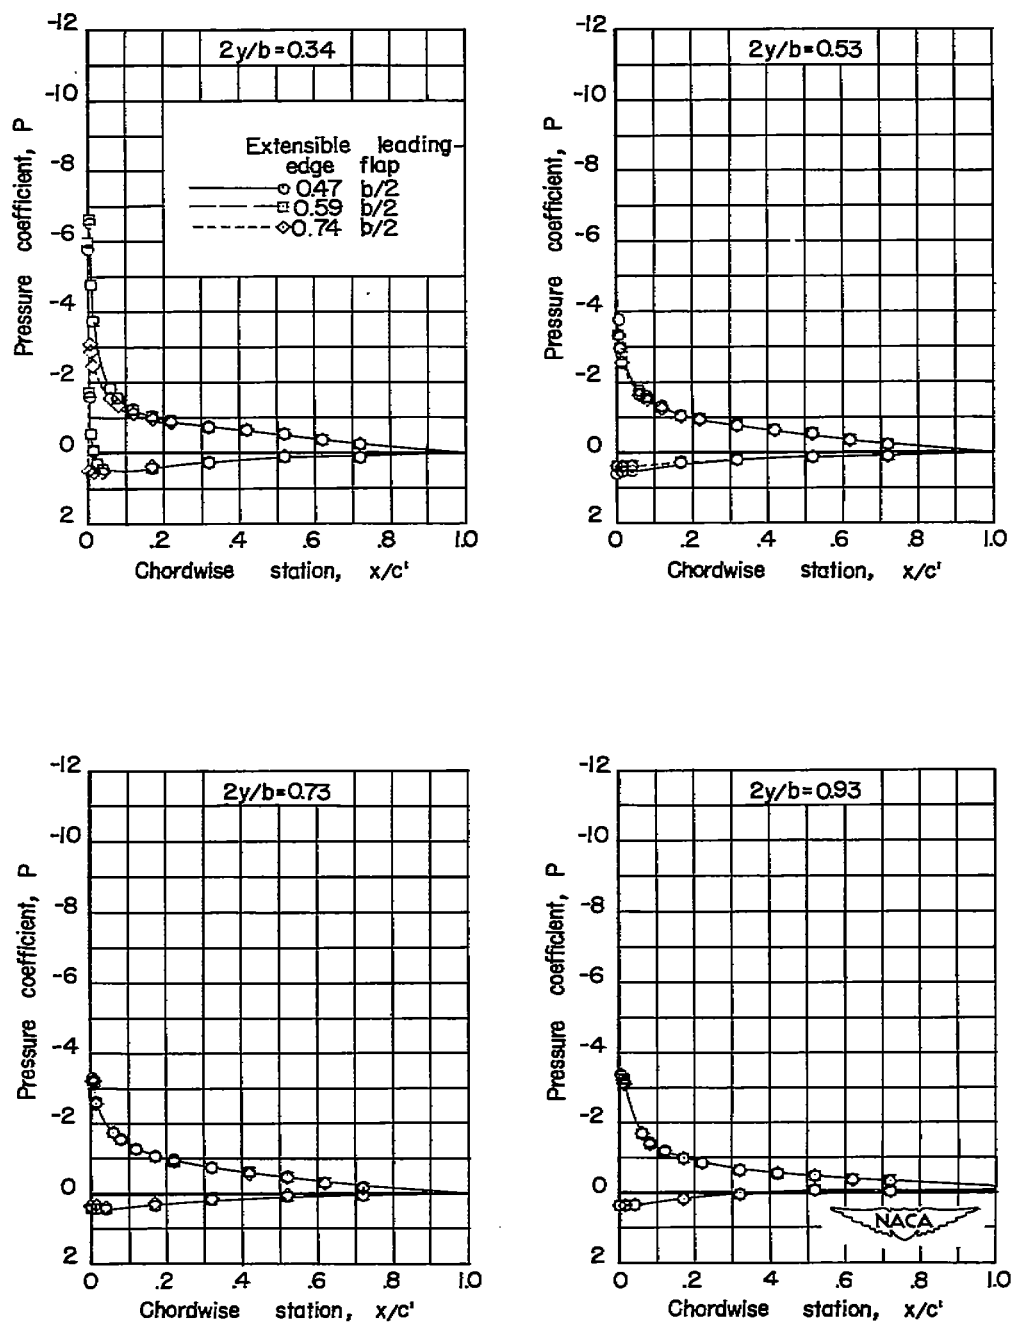 2y/b=0.34
-12
-10
-8
-6
-4
-2
0
2
Pressure coefficient, P
Extensible leading-
edge flap
0.47 b/2
0.59 b/2
0.74 b/2
0 .2 .4 .6 .8 1.0
Chordwise station, x/c'
2y/b=0.53
-12
-10
-8
-6
-4
-2
0
2
Pressure coefficient, P
0 .2 .4 .6 .8 1.0
Chordwise station, x/c'
2y/b=0.73
-12
-10
-8
-6
-4
-2
0
2
Pressure coefficient, P
0 .2 .4 .6 .8 1.0
Chordwise station, x/c'
2y/b=0.93
-12
-10
-8
-6
-4
-2
0
2
Pressure coefficient, P
NACA
0 .2 .4 .6 .8 1.0
Chordwise station, x/c'